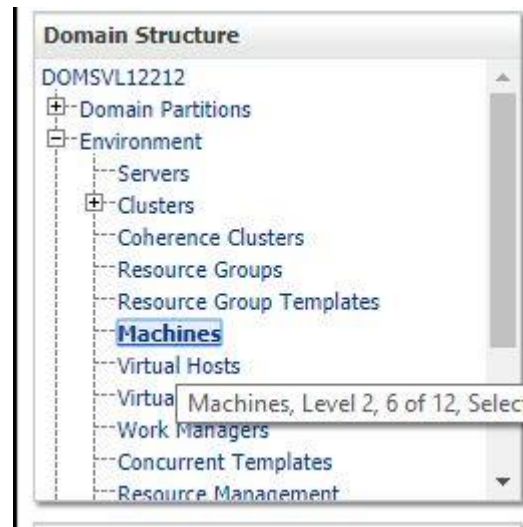 Domain Structure
DOMSVL12212
Domain Partitions
Environment
Servers
Clusters
Coherence Clusters
Resource Groups
Resource Group Templates
Machines
Virtual Hosts
Virtua
Machines, Level 2, 6 of 12, Selec
Work Managers
Concurrent Templates
Resource Management